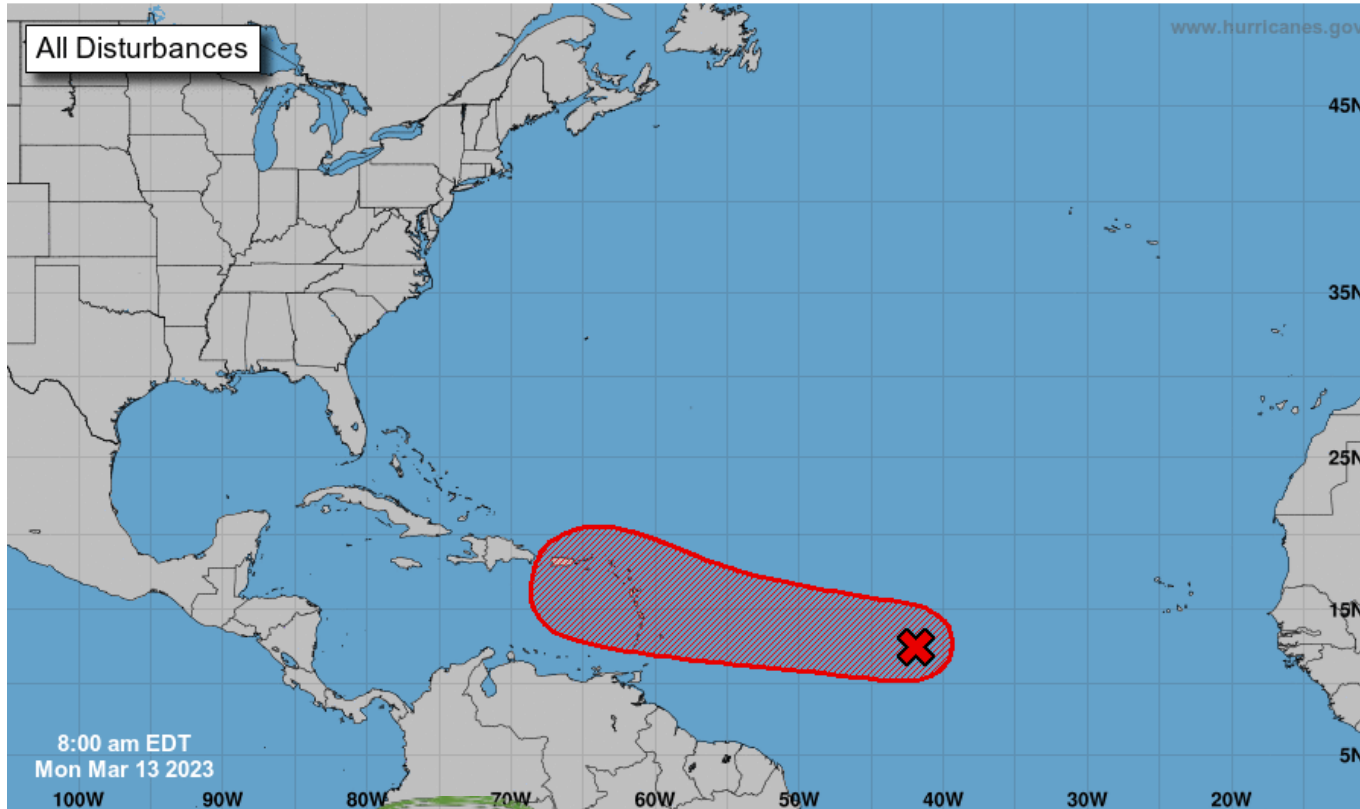 All Disturbances
www.hurricanes.gov
45N
35N
25N
15N
5N
8:00 am EDT
Mon Mar 13 2023
100W 90W 80W 70W 60W 50W 40W 30W 20W